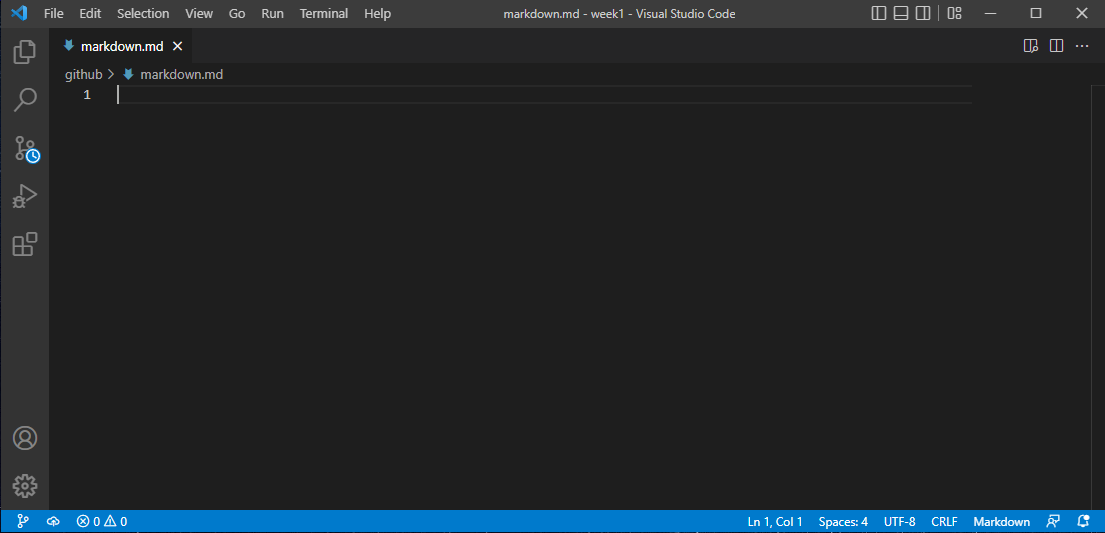 File Edit Selection View Go Run Terminal Help markdown.md - week1 - Visual Studio Code
markdown.md
github > markdown.md
1
0 0 Ln 1, Col 1 Spaces: 4 UTF-8 CRLF Markdown